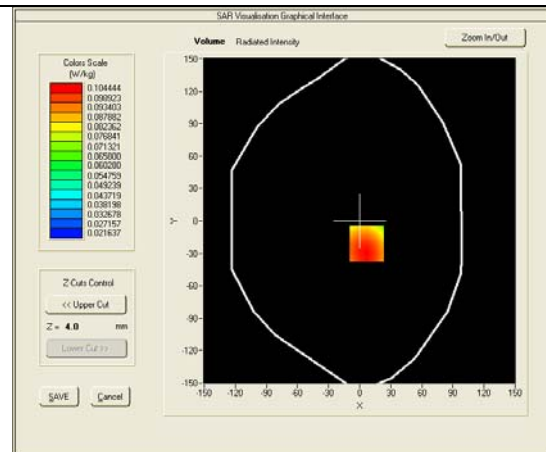 SAR Visualisation Graphical Interface
Volume Radiated Intensity
Zoom In/Out
Colors Scale
(W/kg)
0.104444
0.098923
0.093403
0.087882
0.082362
0.076841
0.071321
0.065800
0.060280
0.054759
0.049239
0.043719
0.038198
0.032678
0.027157
0.021637
Z Cuts Control
<< Upper Cut
Z = 4.0 mm
Lower Cut >>
SAVE Cancel
150
120
90
60
30
0
-30
-60
-90
-120
-150
Y
-150 -120 -90 -60 -30 0 30 60 90 120 150
X